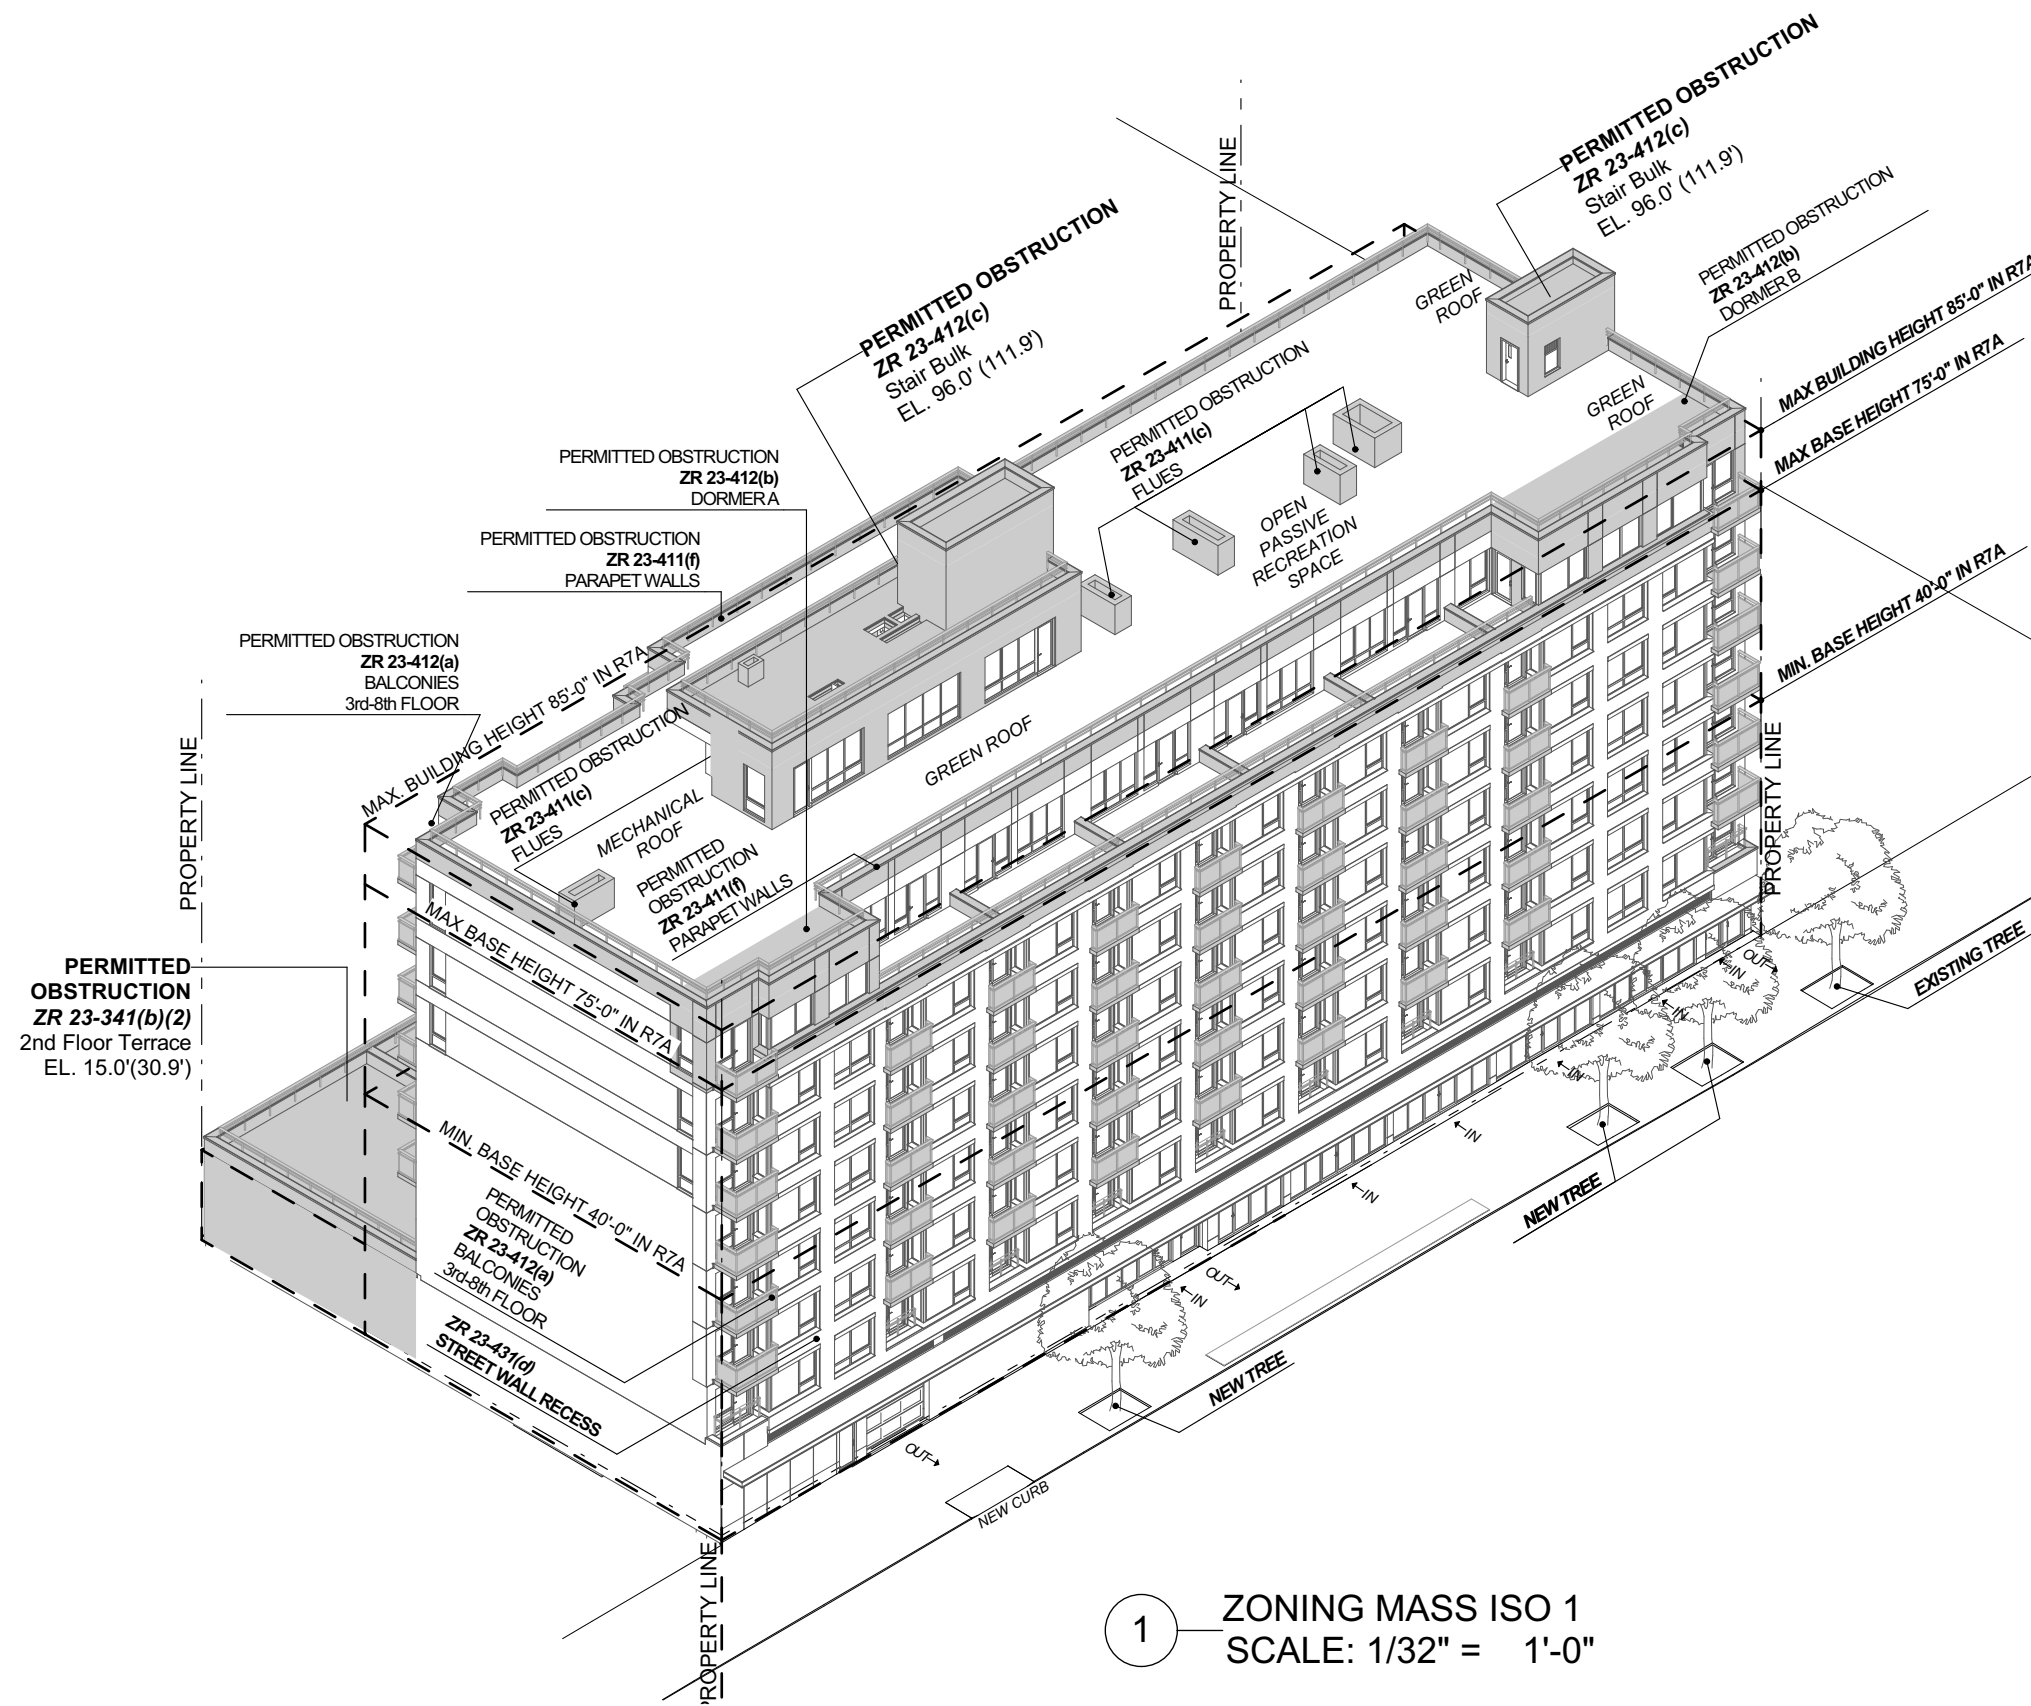 PERMITTED OBSTRUCTION
ZR 23-412(c)
Stair Bulk
EL. 96.0' (111.9')
PERMITTED OBSTRUCTION
ZR 23-412(b)
DORMER B
PROPERTY LINE
PERMITTED OBSTRUCTION
ZR 23-412(c)
Stair Bulk
EL. 96.0' (111.9')
GREEN
ROOF
GREEN
ROOF
MAX BUILDING HEIGHT 85'-0" IN R7A
MAX BASE HEIGHT 75'-0" IN R7A
MIN. BASE HEIGHT 40'-0" IN R7A
PERMITTED OBSTRUCTION
ZR 23-411(c)
FLUES
OPEN
PASSIVE
RECREATION
SPACE
PERMITTED OBSTRUCTION
ZR 23-412(b)
DORMER A
PERMITTED OBSTRUCTION
ZR 23-411(f)
PARAPET WALLS
PERMITTED OBSTRUCTION
ZR 23-412(a)
BALCONIES
3rd-8th FLOOR
PROPERTY LINE
MAX. BUILDING HEIGHT 85'-0" IN R7A
PERMITTED OBSTRUCTION
ZR 23-411(c)
FLUES
MECHANICAL
ROOF
GREEN ROOF
PERMITTED
OBSTRUCTION
ZR 23-411(f)
PARAPET WALLS
MAX BASE HEIGHT 75'-0" IN R7A
PERMITTED
OBSTRUCTION
ZR 23-341(b)(2)
2nd Floor Terrace
EL. 15.0'(30.9')
MIN. BASE HEIGHT 40'-0" IN R7A
PERMITTED
OBSTRUCTION
ZR 23-412(a)
BALCONIES
3rd-8th FLOOR
ZR 23-431(d)
STREET WALL RECESS
PROPERTY LINE
OUT
IN
IN
IN
IN
IN
OUT
IN
OUT
EXISTING TREE
NEW TREE
NEW TREE
NEW CURB
PROPERTY LINE
1
ZONING MASS ISO 1
SCALE: 1/32" = 1'-0"